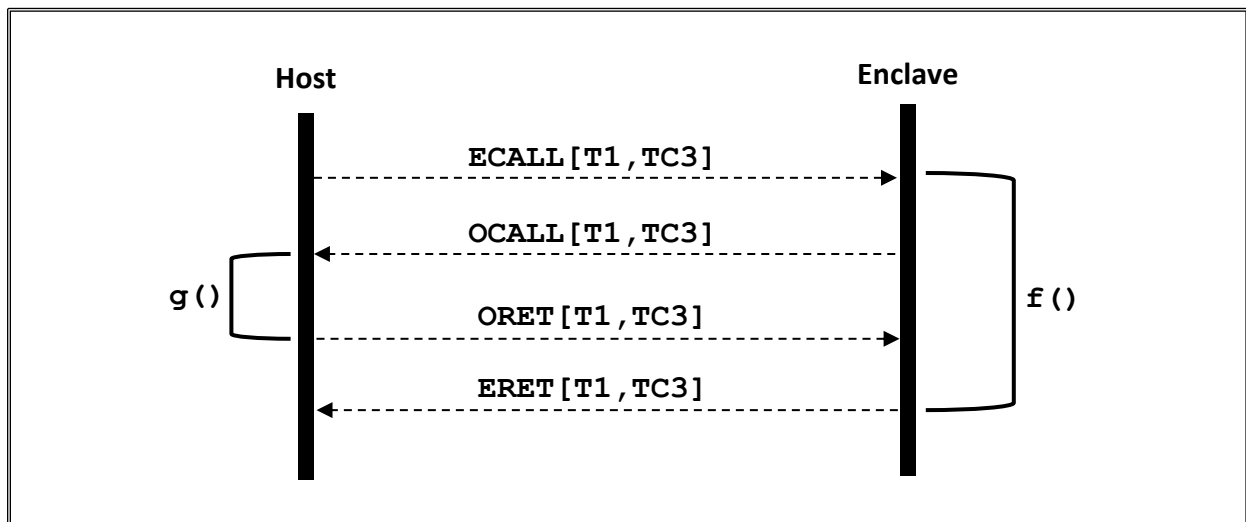 Host
Enclave
ECALL[T1,TC3]
OCALL[T1,TC3]
g()
f()
ORET[T1,TC3]
ERET[T1,TC3]